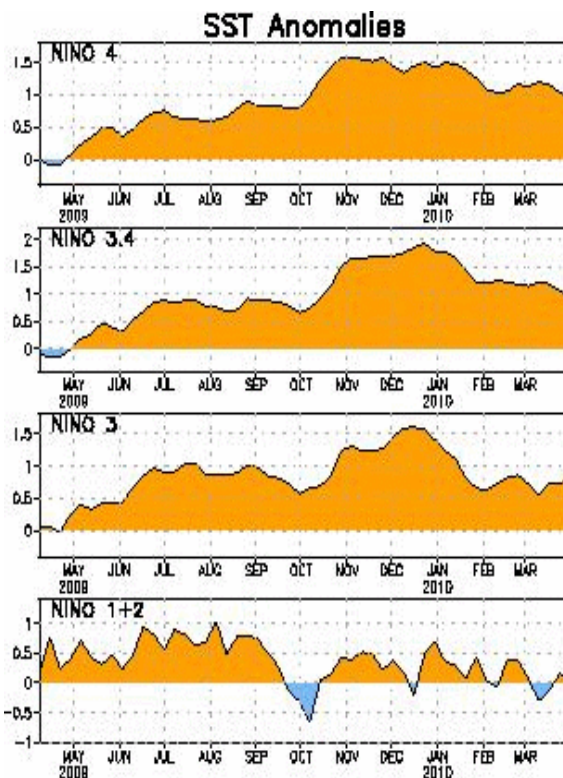 SST Anomalies
NINO 4
1.5
1
0.5
0
MAY JUN JUL AUG SEP OCT NOV DEC JAN FEB MAR
2009 2010
NINO 3.4
2
1.5
1
0.5
0
MAY JUN JUL AUG SEP OCT NOV DEC JAN FEB MAR
2009 2010
NINO 3
1.5
1
0.5
0
MAY JUN JUL AUG SEP OCT NOV DEC JAN FEB MAR
2009 2010
NINO 1+2
1
0.5
0
-0.5
-1
MAY JUN JUL AUG SEP OCT NOV DEC JAN FEB MAR
2009 2010